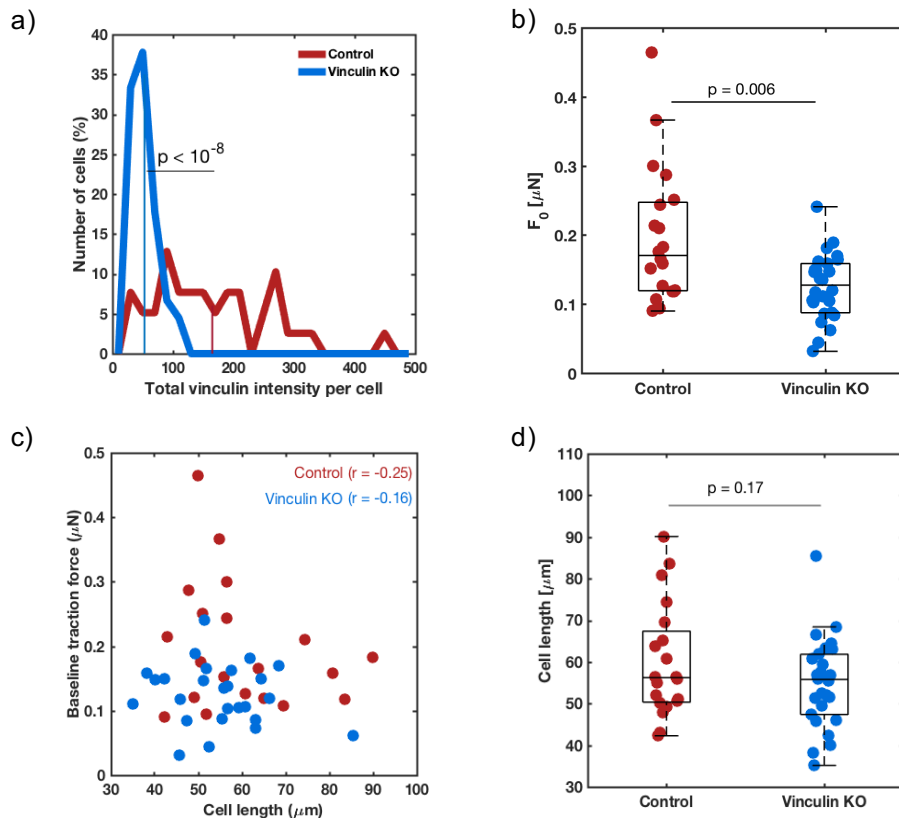 a)
40
35
30
25
20
15
10
5
0
0
100
200
300
400
500
Number of cells (%)
Total vinculin intensity per cell
Control
Vinculin KO
p < 10⁻⁸
b)
0.5
0.4
0.3
0.2
0.1
0
F₀ [μN]
p = 0.006
Control
Vinculin KO
c)
0.5
0.4
0.3
0.2
0.1
0
30
40
50
60
70
80
90
100
Baseline traction force (μN)
Cell length (μm)
Control (r = -0.25)
Vinculin KO (r = -0.16)
d)
110
100
90
80
70
60
50
40
30
Cell length [μm]
p = 0.17
Control
Vinculin KO